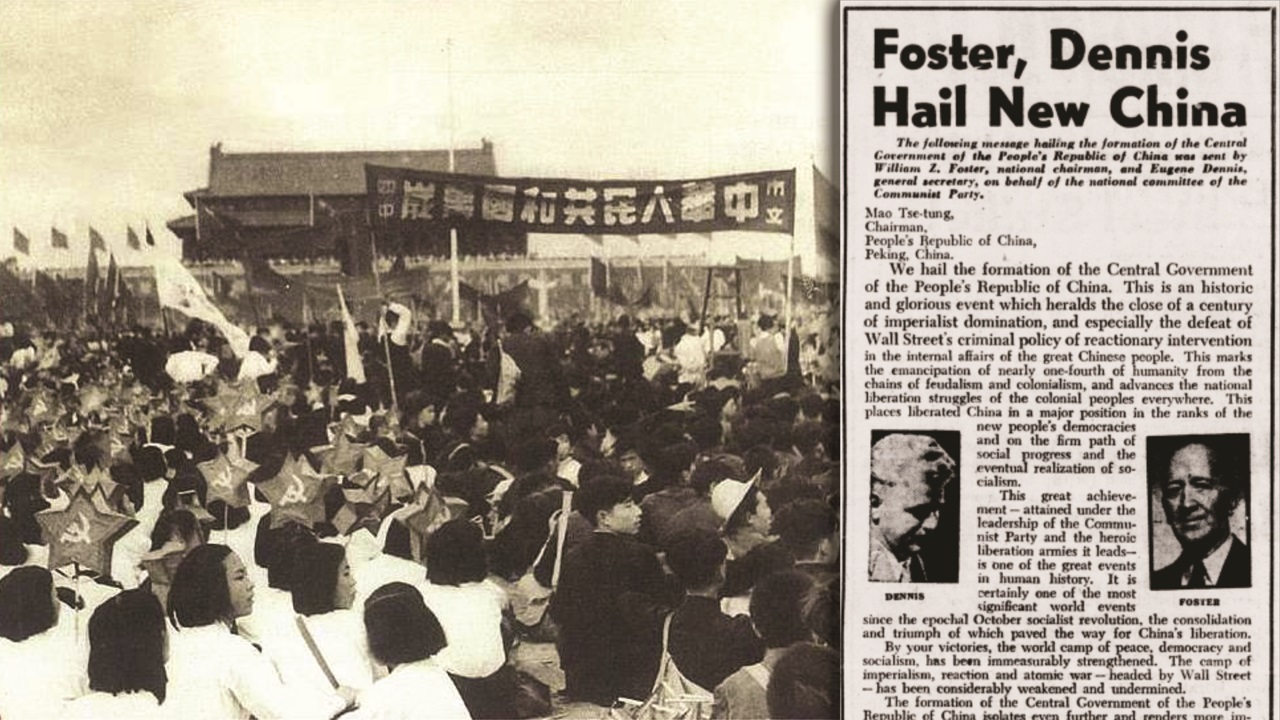 中華人民共和國萬歲
Foster, Dennis
Hail New China
The following message hailing the formation of the Central
Government of the People's Republic of China was sent by
William Z. Foster, national chairman, and Eugene Dennis,
general secretary, on behalf of the national committee of the
Communist Party.
Mao Tse-tung,
Chairman,
People's Republic of China,
Peking, China.
We hail the formation of the Central Government
of the People's Republic of China. This is an historic
and glorious event which heralds the close of a century
of imperialist domination, and especially the defeat of
Wall Street's criminal policy of reactionary intervention
in the internal affairs of the great Chinese people. This marks
the emancipation of nearly one-fourth of humanity from the
chains of feudalism and colonialism, and advances the national
liberation struggles of the colonial peoples everywhere. This
places liberated China in a major position in the ranks of the
new people's democracies
and on the firm path of
social progress and the
eventual realization of so-
cialism.
This great achieve-
ment — attained under the
leadership of the Commu-
nist Party and the heroic
liberation armies it leads—
is one of the great events
in human history. It is
certainly one of the most
significant world events
DENNIS
FOSTER
since the epochal October socialist revolution, the consolidation
and triumph of which paved the way for China's liberation.
By your victories, the world camp of peace, democracy and
socialism, has been immeasurably strengthened. The camp of
imperialism, reaction and atomic war — headed by Wall Street
— has been considerably weakened and undermined.
The formation of the Central Government of the People's
Republic of China isolates even further and renders more im-